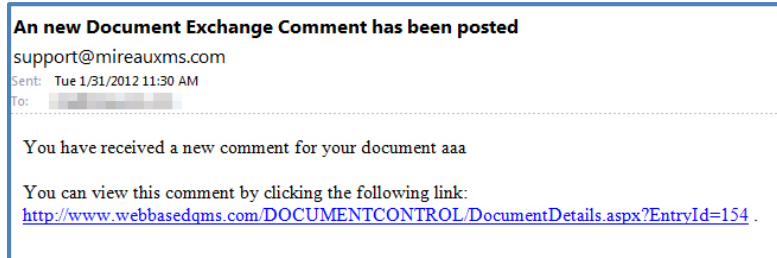 An new Document Exchange Comment has been posted
support@mireauxms.com
Sent: Tue 1/31/2012 11:30 AM
To:
You have received a new comment for your document aaa
You can view this comment by clicking the following link:
http://www.webbasedqms.com/DOCUMENTCONTROL/DocumentDetails.aspx?EntryId=154 .